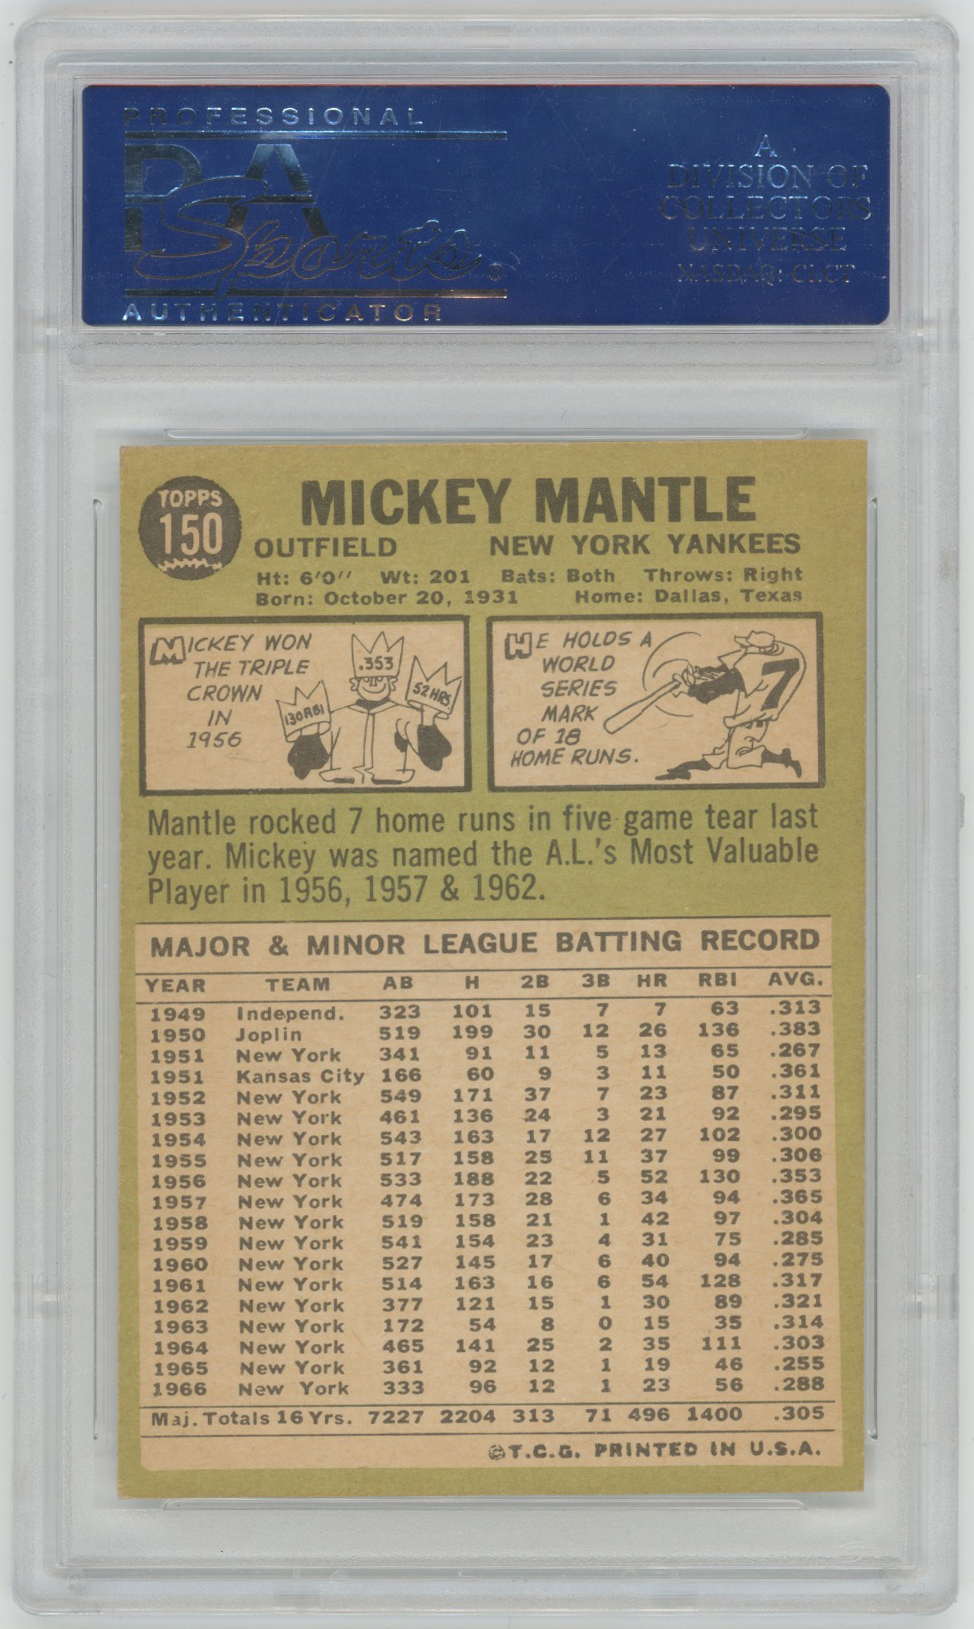 PROFESSIONAL
PSA
Sports®
AUTHENTICATOR
A
DIVISION OF
COLLECTORS
UNIVERSE
NASDAQ: CLCT
TOPPS
150
MICKEY MANTLE
OUTFIELD NEW YORK YANKEES
Ht: 6'0" Wt: 201 Bats: Both Throws: Right
Born: October 20, 1931 Home: Dallas, Texas
MICKEY WON
THE TRIPLE
CROWN
IN
1956
.353
130 RBI
52 HRS
HE HOLDS A
WORLD
SERIES
MARK
OF 18
HOME RUNS.
7
Mantle rocked 7 home runs in five game tear last
year. Mickey was named the A.L.'s Most Valuable
Player in 1956, 1957 & 1962.
MAJOR & MINOR LEAGUE BATTING RECORD
YEAR TEAM AB H 2B 3B HR RBI AVG.
1949 Independ. 323 101 15 7 7 63 .313
1950 Joplin 519 199 30 12 26 136 .383
1951 New York 341 91 11 5 13 65 .267
1951 Kansas City 166 60 9 3 11 50 .361
1952 New York 549 171 37 7 23 87 .311
1953 New York 461 136 24 3 21 92 .295
1954 New York 543 163 17 12 27 102 .300
1955 New York 517 158 25 11 37 99 .306
1956 New York 533 188 22 5 52 130 .353
1957 New York 474 173 28 6 34 94 .365
1958 New York 519 158 21 1 42 97 .304
1959 New York 541 154 23 4 31 75 .285
1960 New York 527 145 17 6 40 94 .275
1961 New York 514 163 16 6 54 128 .317
1962 New York 377 121 15 1 30 89 .321
1963 New York 172 54 8 0 15 35 .314
1964 New York 465 141 25 2 35 111 .303
1965 New York 361 92 12 1 19 46 .255
1966 New York 333 96 12 1 23 56 .288
Maj. Totals 16 Yrs. 7227 2204 313 71 496 1400 .305
©T.C.G. PRINTED IN U.S.A.